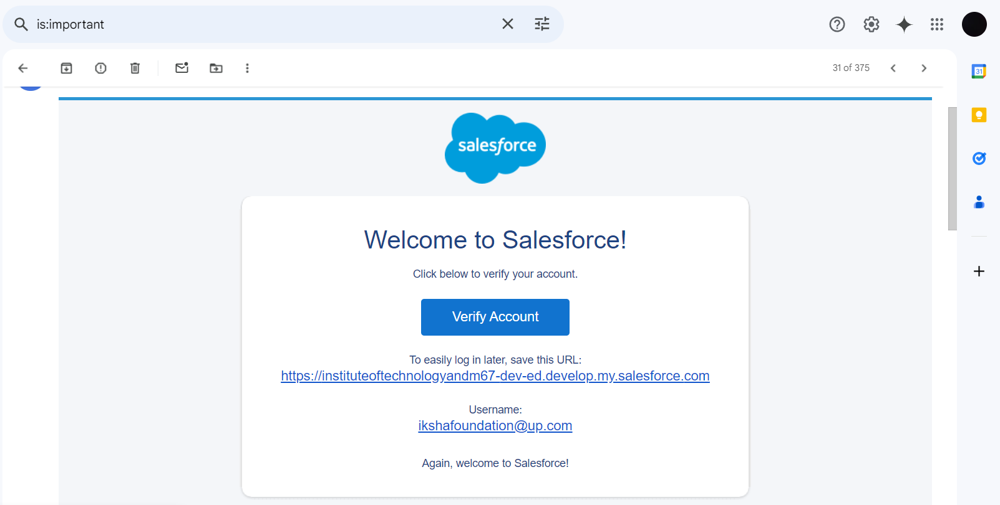 is:important
31 of 375
31
salesforce
Welcome to Salesforce!
Click below to verify your account.
Verify Account
To easily log in later, save this URL:
https://instituteoftechnologyandm67-dev-ed.develop.my.salesforce.com
Username:
ikshafoundation@up.com
Again, welcome to Salesforce!